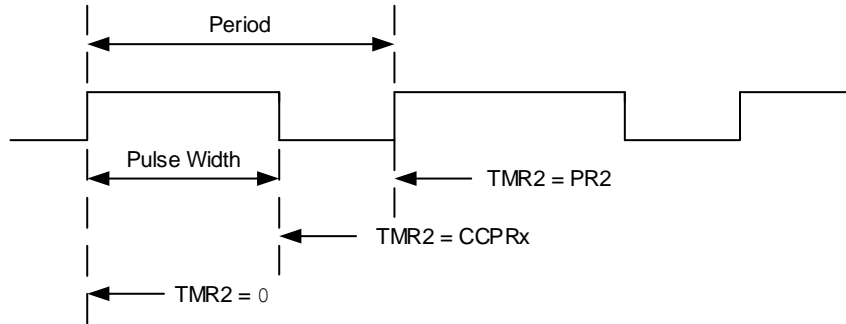 Period
Pulse Width
TMR2 = PR2
TMR2 = CCPRx
TMR2 = 0